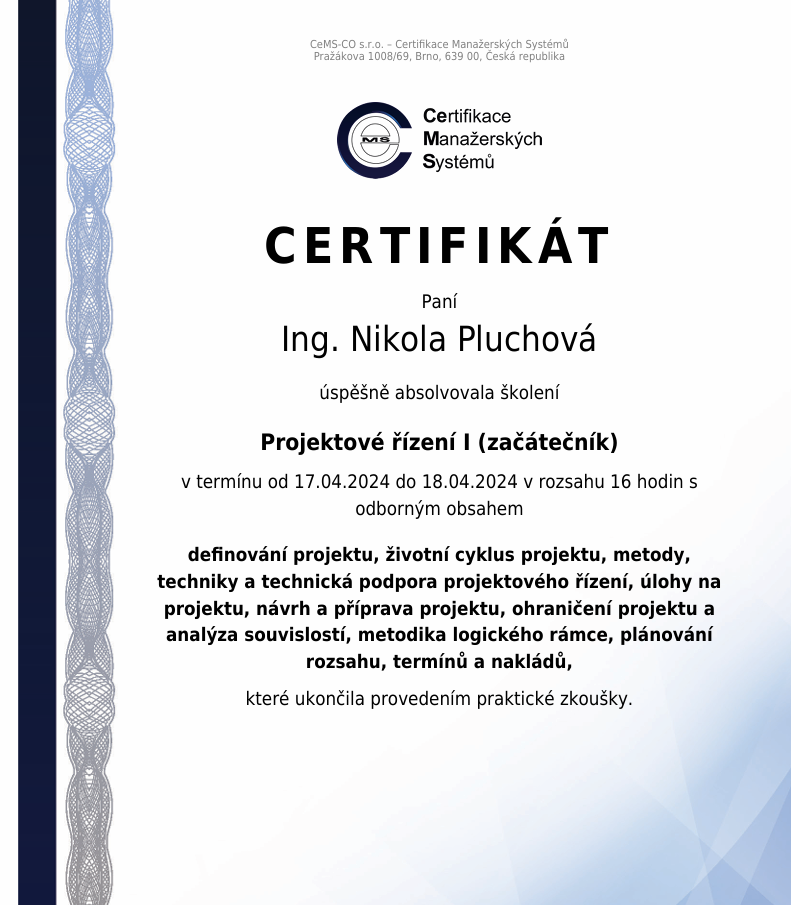 CeMS-CO s.r.o. – Certifikace Manažerských Systémů
Pražákova 1008/69, Brno, 639 00, Česká republika
MS
Certifikace
Manažerských
Systémů
CERTIFIKÁT
Paní
Ing. Nikola Pluchová
úspěšně absolvovala školení
Projektové řízení I (začátečník)
v termínu od 17.04.2024 do 18.04.2024 v rozsahu 16 hodin s
odborným obsahem
definování projektu, životní cyklus projektu, metody,
techniky a technická podpora projektového řízení, úlohy na
projektu, návrh a příprava projektu, ohraničení projektu a
analýza souvislostí, metodika logického rámce, plánování
rozsahu, termínů a nakládů,
které ukončila provedením praktické zkoušky.